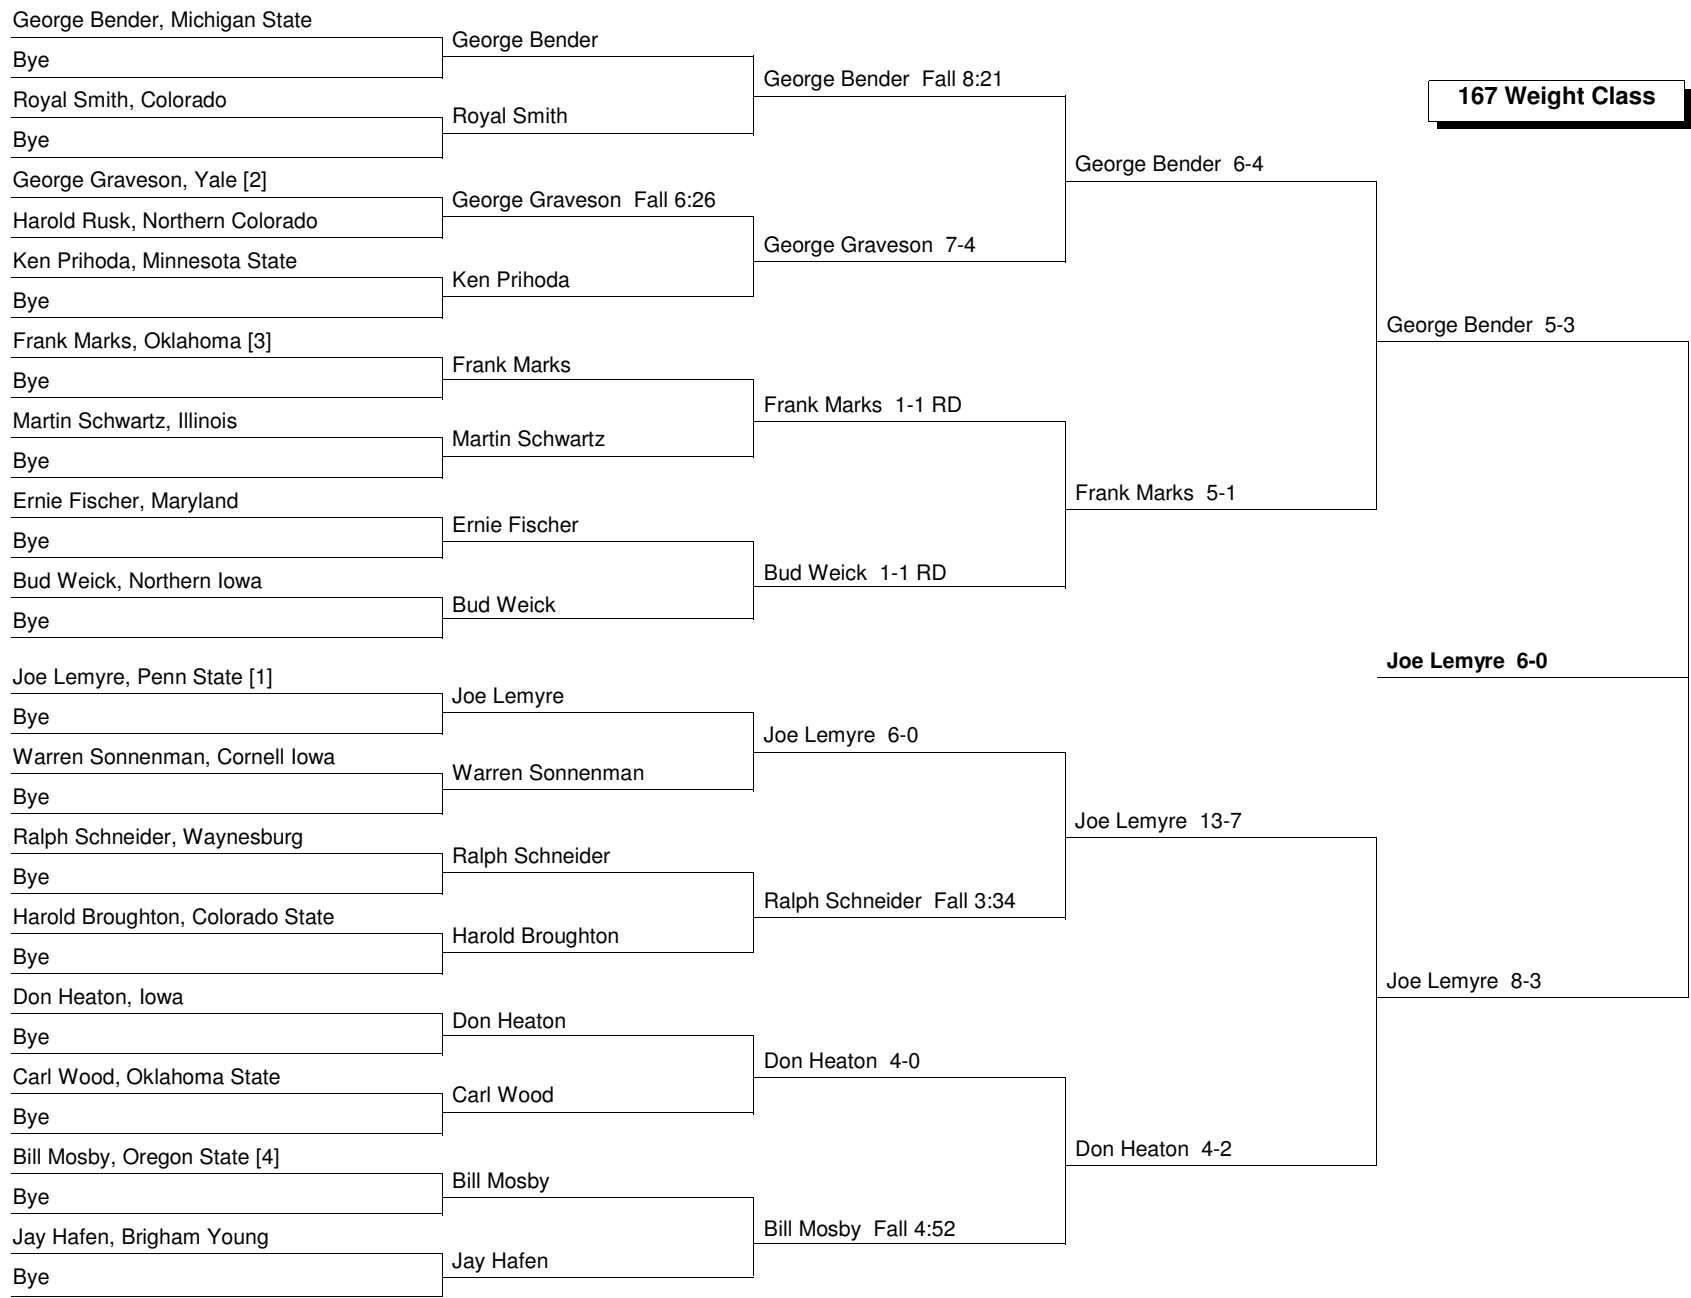 George Bender, Michigan State
Bye
Royal Smith, Colorado
Bye
George Graveson, Yale [2]
Harold Rusk, Northern Colorado
Ken Prihoda, Minnesota State
Bye
Frank Marks, Oklahoma [3]
Bye
Martin Schwartz, Illinois
Bye
Ernie Fischer, Maryland
Bye
Bud Weick, Northern Iowa
Bye
Joe Lemyre, Penn State [1]
Bye
Warren Sonnenman, Cornell Iowa
Bye
Ralph Schneider, Waynesburg
Bye
Harold Broughton, Colorado State
Bye
Don Heaton, Iowa
Bye
Carl Wood, Oklahoma State
Bye
Bill Mosby, Oregon State [4]
Bye
Jay Hafen, Brigham Young
Bye
George Bender
Royal Smith
George Graveson Fall 6:26
Ken Prihoda
Frank Marks
Martin Schwartz
Ernie Fischer
Bud Weick
Joe Lemyre
Warren Sonnenman
Ralph Schneider
Harold Broughton
Don Heaton
Carl Wood
Bill Mosby
Jay Hafen
George Bender Fall 8:21
George Graveson 7-4
Frank Marks 1-1 RD
Bud Weick 1-1 RD
Joe Lemyre 6-0
Ralph Schneider Fall 3:34
Don Heaton 4-0
Bill Mosby Fall 4:52
George Bender 6-4
Frank Marks 5-1
Joe Lemyre 13-7
Don Heaton 4-2
George Bender 5-3
Joe Lemyre 8-3
Joe Lemyre 6-0
167 Weight Class